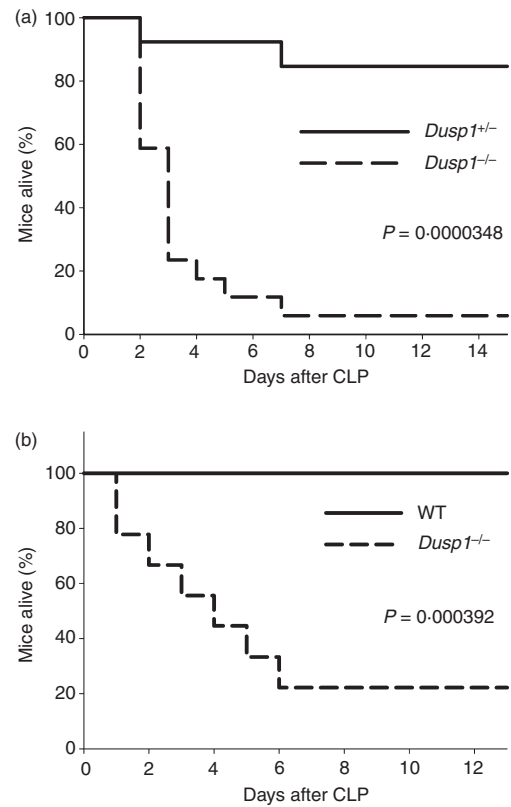 (a)
100
80
60
40
20
0
Mice alive (%)
Dusp1+/–
Dusp1–/–
P = 0·0000348
0 2 4 6 8 10 12 14
Days after CLP
(b)
100
80
60
40
20
0
Mice alive (%)
WT
Dusp1–/–
P = 0·000392
0 2 4 6 8 10 12
Days after CLP